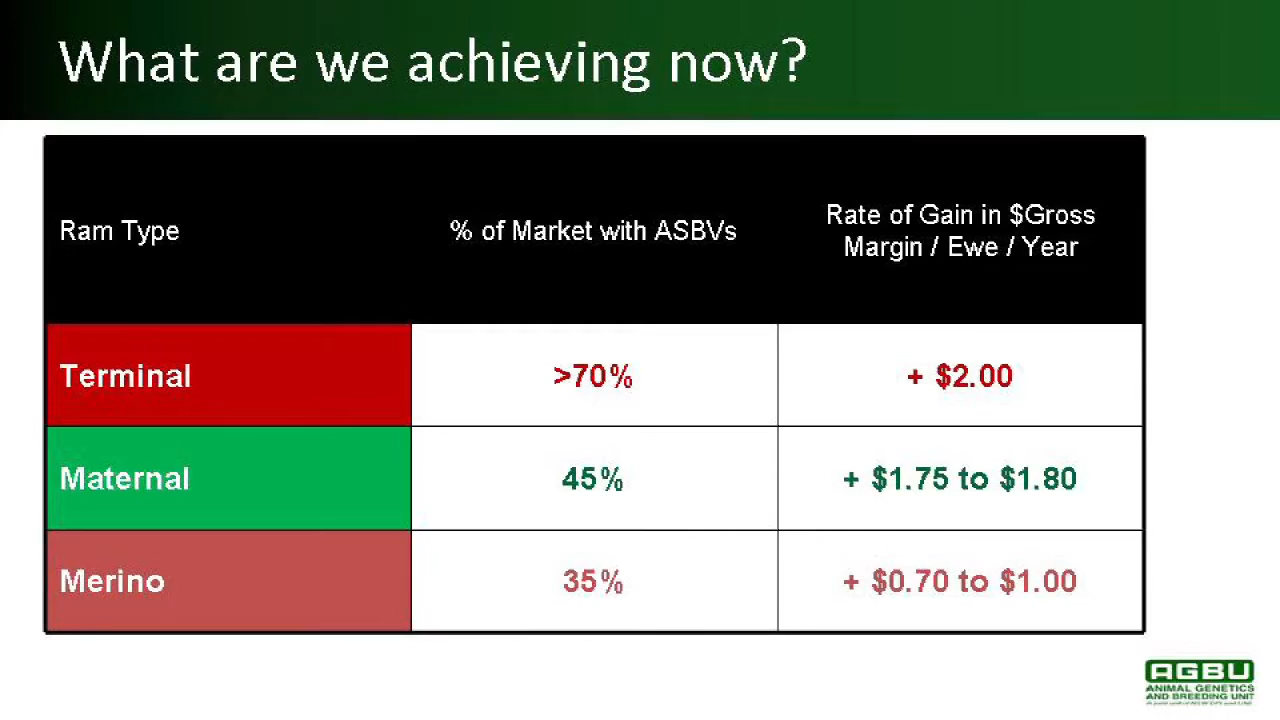 What are we achieving now?
Ram Type
% of Market with ASBVs
Rate of Gain in $Gross
Margin / Ewe / Year
Terminal
>70%
+ $2.00
Maternal
45%
+ $1.75 to $1.80
Merino
35%
+ $0.70 to $1.00
AGBU
ANIMAL GENETICS
AND BREEDING UNIT